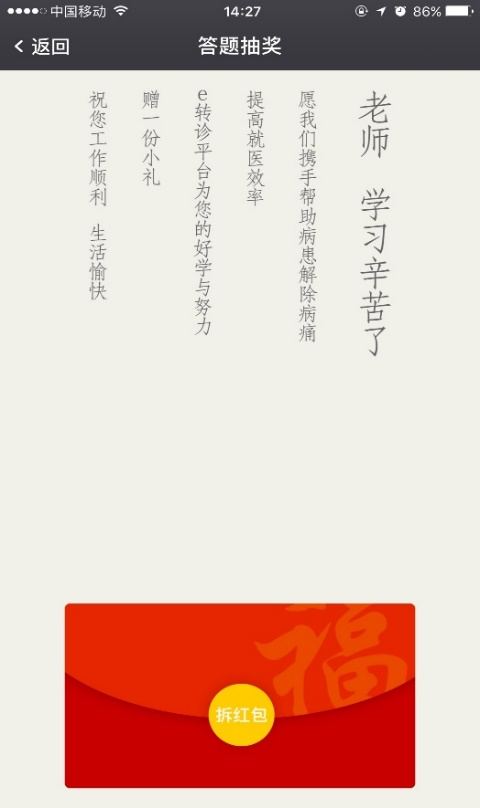 中国移动 14:27 86%
返回 答题抽奖
老师 学习辛苦了
愿我们携手帮助病患解除病痛
提高就医效率
e转诊平台为您的好学与努力
赠一份小礼
祝您工作顺利 生活愉快
福
拆红包